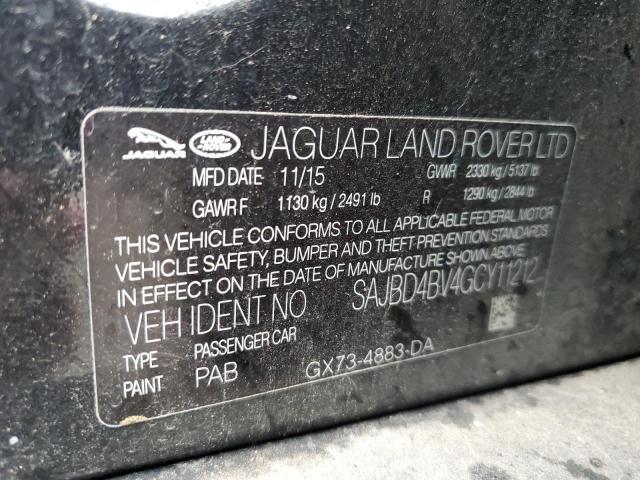 JAGUAR LAND-ROVER JAGUAR LAND ROVER LTD
MFD DATE 11/15 GVWR 2330 kg / 5137 lb
GAWR F 1130 kg / 2491 lb R 1290 kg / 2844 lb
THIS VEHICLE CONFORMS TO ALL APPLICABLE FEDERAL MOTOR
VEHICLE SAFETY, BUMPER AND THEFT PREVENTION STANDARDS
IN EFFECT ON THE DATE OF MANUFACTURE SHOWN ABOVE
VEH IDENT NO SAJBD4BV4GCY11212
TYPE PASSENGER CAR
PAINT PAB GX73-4883-DA